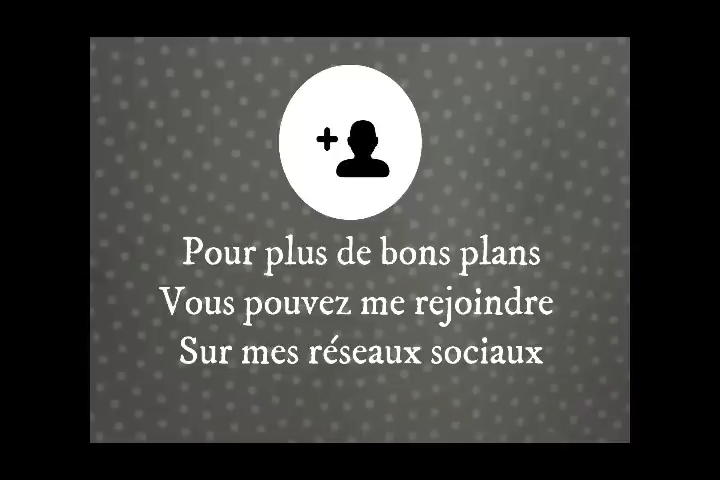 Pour plus de bons plans
Vous pouvez me rejoindre
Sur mes réseaux sociaux